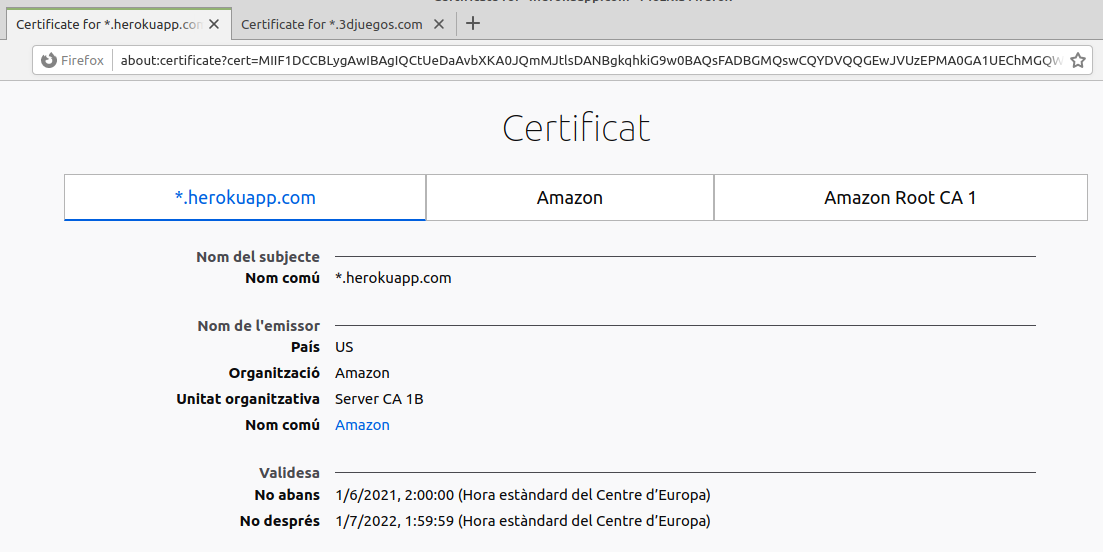 Certificate for *.herokuapp.con
Certificate for *.3djuegos.com
Firefox
about:certificate?cert=MIIF1DCCBLygAwIBAgIQCtUeDaAvbXKA0JQmMJtlsDANBgkqhkiG9w0BAQsFADBGMQswCQYDVQQGEwJVUzEPMA0GA1UEChMGQW
Certificat
*.herokuapp.com
Amazon
Amazon Root CA 1
Nom del subjecte
Nom comú *.herokuapp.com
Nom de l'emissor
País US
Organització Amazon
Unitat organitzativa Server CA 1B
Nom comú Amazon
Validesa
No abans 1/6/2021, 2:00:00 (Hora estàndard del Centre d’Europa)
No després 1/7/2022, 1:59:59 (Hora estàndard del Centre d’Europa)